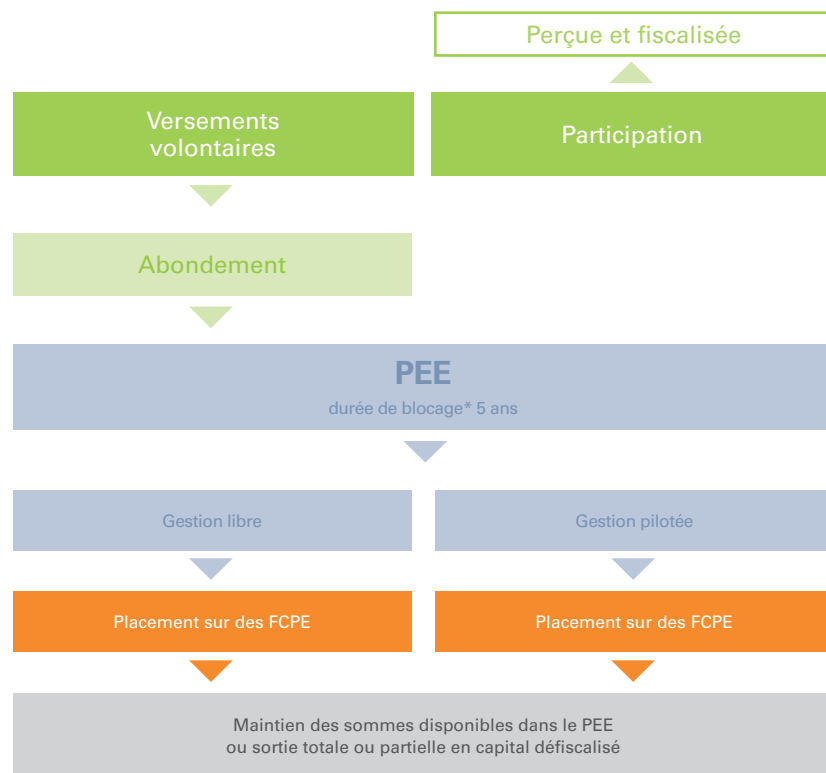 Perçue et fiscalisée
Versements
volontaires
Participation
Abondement
PEE
durée de blocage* 5 ans
Gestion libre
Gestion pilotée
Placement sur des FCPE
Placement sur des FCPE
Maintien des sommes disponibles dans le PEE
ou sortie totale ou partielle en capital défiscalisé